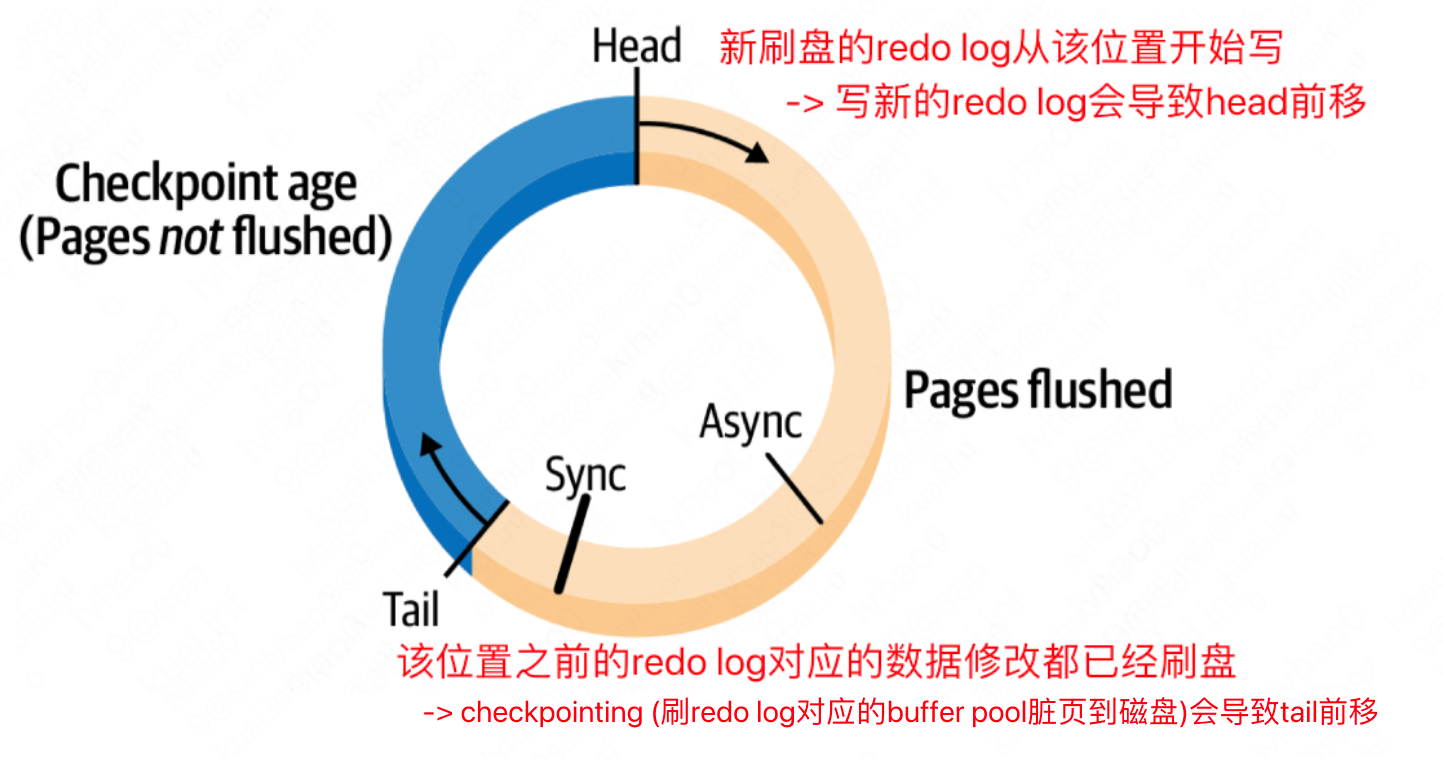 Head
新刷盘的redo log从该位置开始写
-> 写新的redo log会导致head前移
Checkpoint age
(Pages not flushed)
Pages flushed
Async
Sync
Tail
该位置之前的redo log对应的数据修改都已经刷盘
-> checkpointing (刷redo log对应的buffer pool脏页到磁盘)会导致tail前移